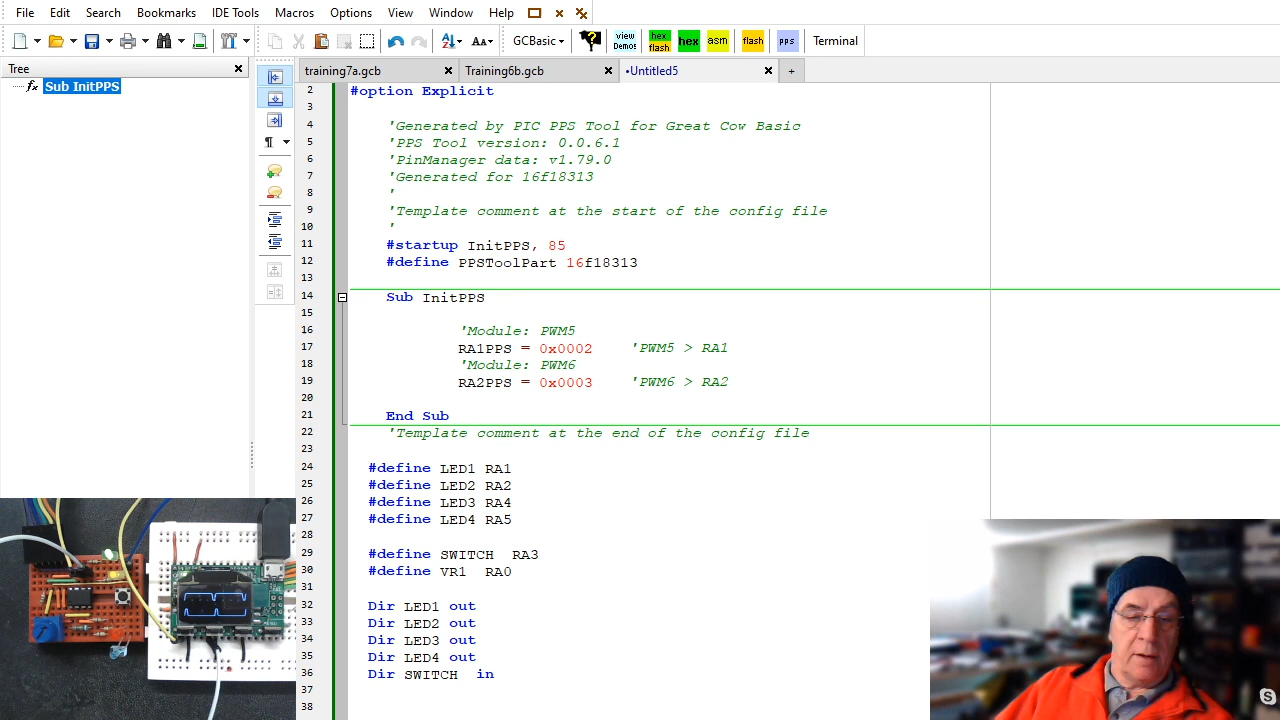 File Edit Search Bookmarks IDE Tools Macros Options View Window Help
GCBasic view Demos hex flash hex asm flash pps Terminal
Tree
training7a.gcb Training6b.gcb •Untitled5
fx Sub InitPPS
2 #option Explicit
3
4 'Generated by PIC PPS Tool for Great Cow Basic
5 'PPS Tool version: 0.0.6.1
6 'PinManager data: v1.79.0
7 'Generated for 16f18313
8 '
9 'Template comment at the start of the config file
10 '
11 #startup InitPPS, 85
12 #define PPSToolPart 16f18313
13
14 Sub InitPPS
15
16 'Module: PWM5
17 RA1PPS = 0x0002 'PWM5 > RA1
18 'Module: PWM6
19 RA2PPS = 0x0003 'PWM6 > RA2
20
21 End Sub
22 'Template comment at the end of the config file
23
24 #define LED1 RA1
25 #define LED2 RA2
26 #define LED3 RA4
27 #define LED4 RA5
28
29 #define SWITCH RA3
30 #define VR1 RA0
31
32 Dir LED1 out
33 Dir LED2 out
34 Dir LED3 out
35 Dir LED4 out
36 Dir SWITCH in
37
38